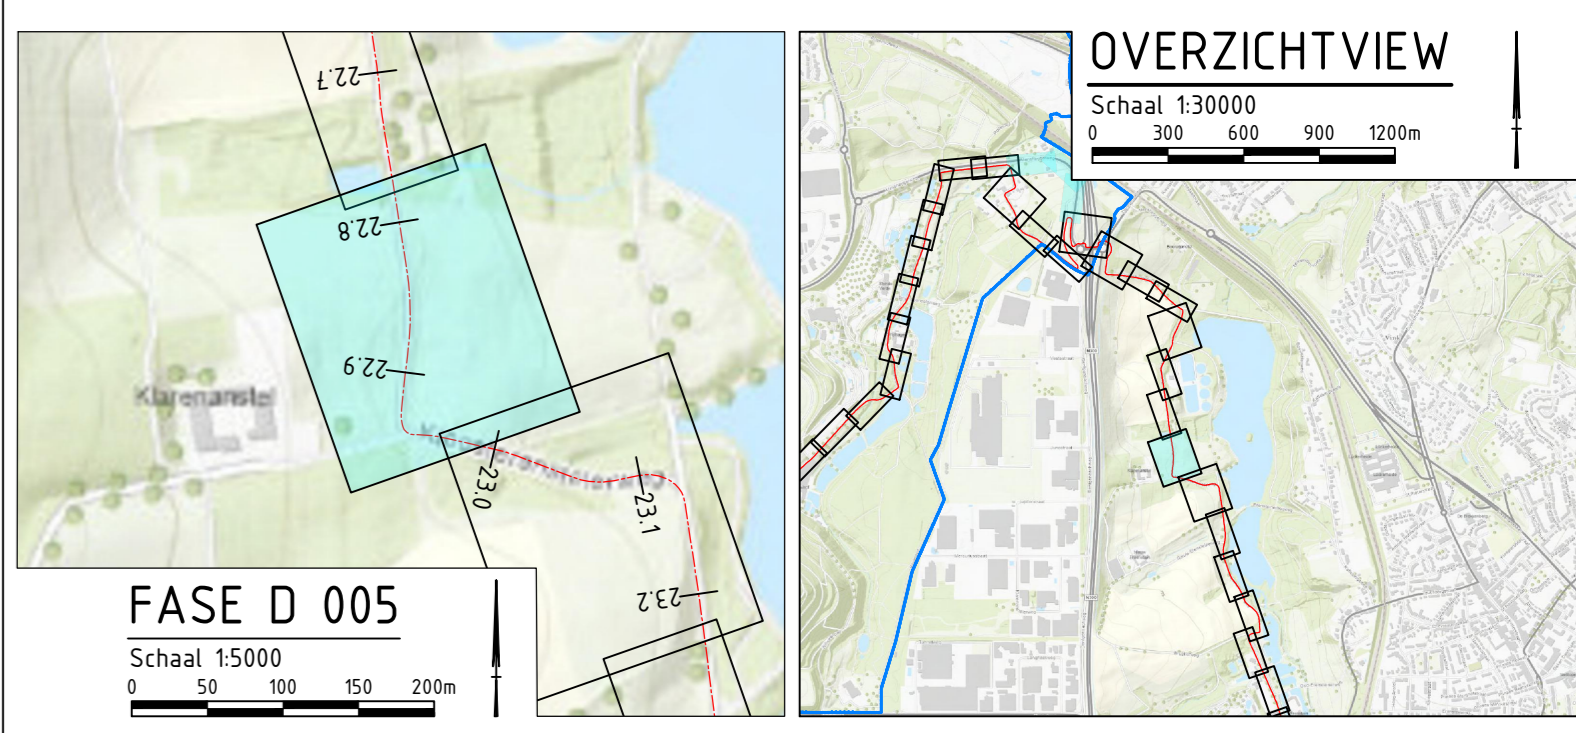 22.7
22.8
22.9
Klarenanstel
23.0
23.1
23.2
FASE D 005
Schaal 1:5000
0 50 100 150 200m
OVERZICHTVIEW
Schaal 1:30000
0 300 600 900 1200m